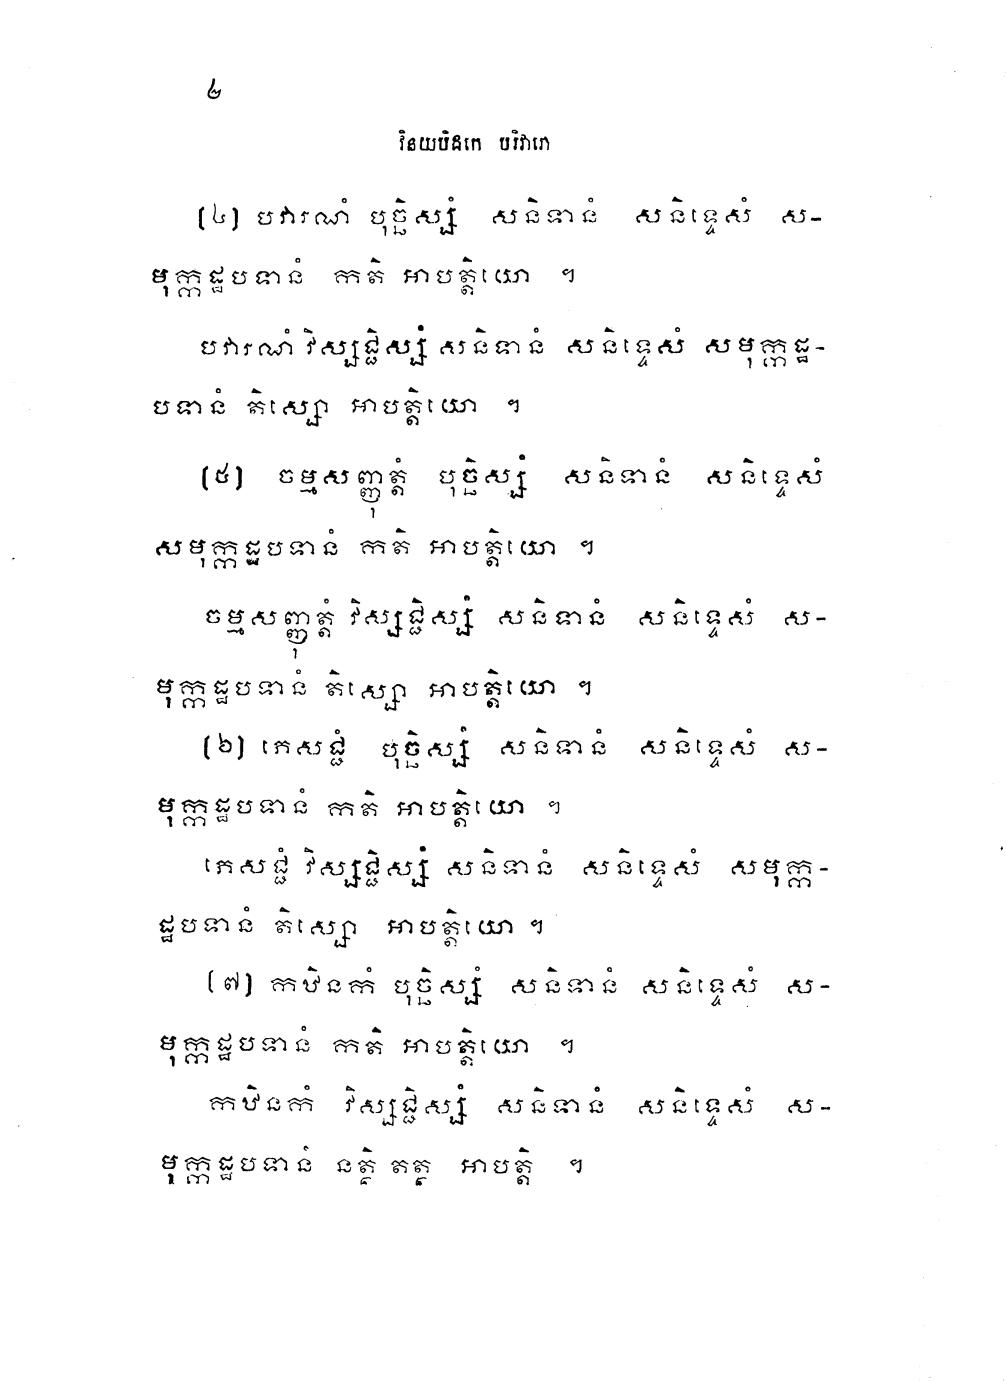 ២
វិនយបិដកេ បរិវារោ
(៤) បវារណំ បុច្ឆិស្សំ សនិទានំ សនិទ្ទេសំ ស-
មុក្កដ្ឋបទានំ កតិ អាបត្តិយោ ។
បវារណំ វិស្សជ្ជិស្សំ សនិទានំ សនិទ្ទេសំ សមុក្កដ្ឋ-
បទានំ តិស្សោ អាបត្តិយោ ។
(៥) ចម្មសញ្ញុត្តំ បុច្ឆិស្សំ សនិទានំ សនិទ្ទេសំ
សមុក្កដ្ឋបទានំ កតិ អាបត្តិយោ ។
ចម្មសញ្ញុត្តំ វិស្សជ្ជិស្សំ សនិទានំ សនិទ្ទេសំ ស-
មុក្កដ្ឋបទានំ តិស្សោ អាបត្តិយោ ។
(៦) ភេសជ្ជំ បុច្ឆិស្សំ សនិទានំ សនិទ្ទេសំ ស-
មុក្កដ្ឋបទានំ កតិ អាបត្តិយោ ។
ភេសជ្ជំ វិស្សជ្ជិស្សំ សនិទានំ សនិទ្ទេសំ សមុក្ក-
ដ្ឋបទានំ តិស្សោ អាបត្តិយោ ។
(៧) កឋិនកំ បុច្ឆិស្សំ សនិទានំ សនិទ្ទេសំ ស-
មុក្កដ្ឋបទានំ កតិ អាបត្តិយោ ។
កឋិនកំ វិស្សជ្ជិស្សំ សនិទានំ សនិទ្ទេសំ ស-
មុក្កដ្ឋបទានំ នត្ថិ តត្ថ អាបត្តិ ។